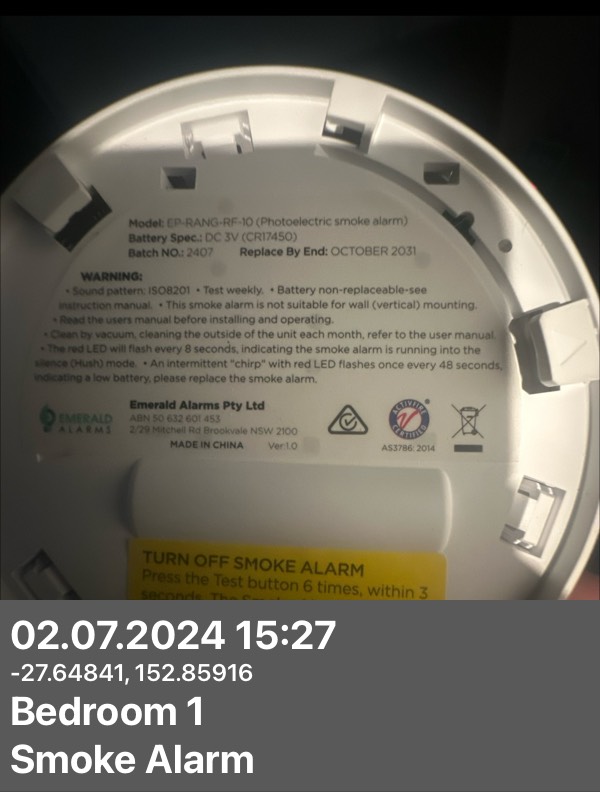 Model: EP-RANG-RF-10 (Photoelectric smoke alarm)
Battery Spec.: DC 3V (CR17450)
Batch NO.: 2407 Replace By End: OCTOBER 2031
WARNING:
• Sound pattern: ISO8201 • Test weekly. • Battery non-replaceable-see
instruction manual. • This smoke alarm is not suitable for wall (vertical) mounting.
• Read the users manual before installing and operating.
• Clean by vacuum, cleaning the outside of the unit each month, refer to the user manual.
• The red LED will flash every 8 seconds, indicating the smoke alarm is running into the
silence (Hush) mode. • An intermittent "chirp" with red LED flashes once every 48 seconds,
indicating a low battery, please replace the smoke alarm.
EMERALD
ALARMS
Emerald Alarms Pty Ltd
ABN 50 632 601 453
2/29 Mitchell Rd Brookvale NSW 2100
MADE IN CHINA Ver:1.0
ACTIVFIRE
CERTIFIED
AS3786: 2014
TURN OFF SMOKE ALARM
Press the Test button 6 times, within 3
seconds. The
02.07.2024 15:27
-27.64841, 152.85916
Bedroom 1
Smoke Alarm